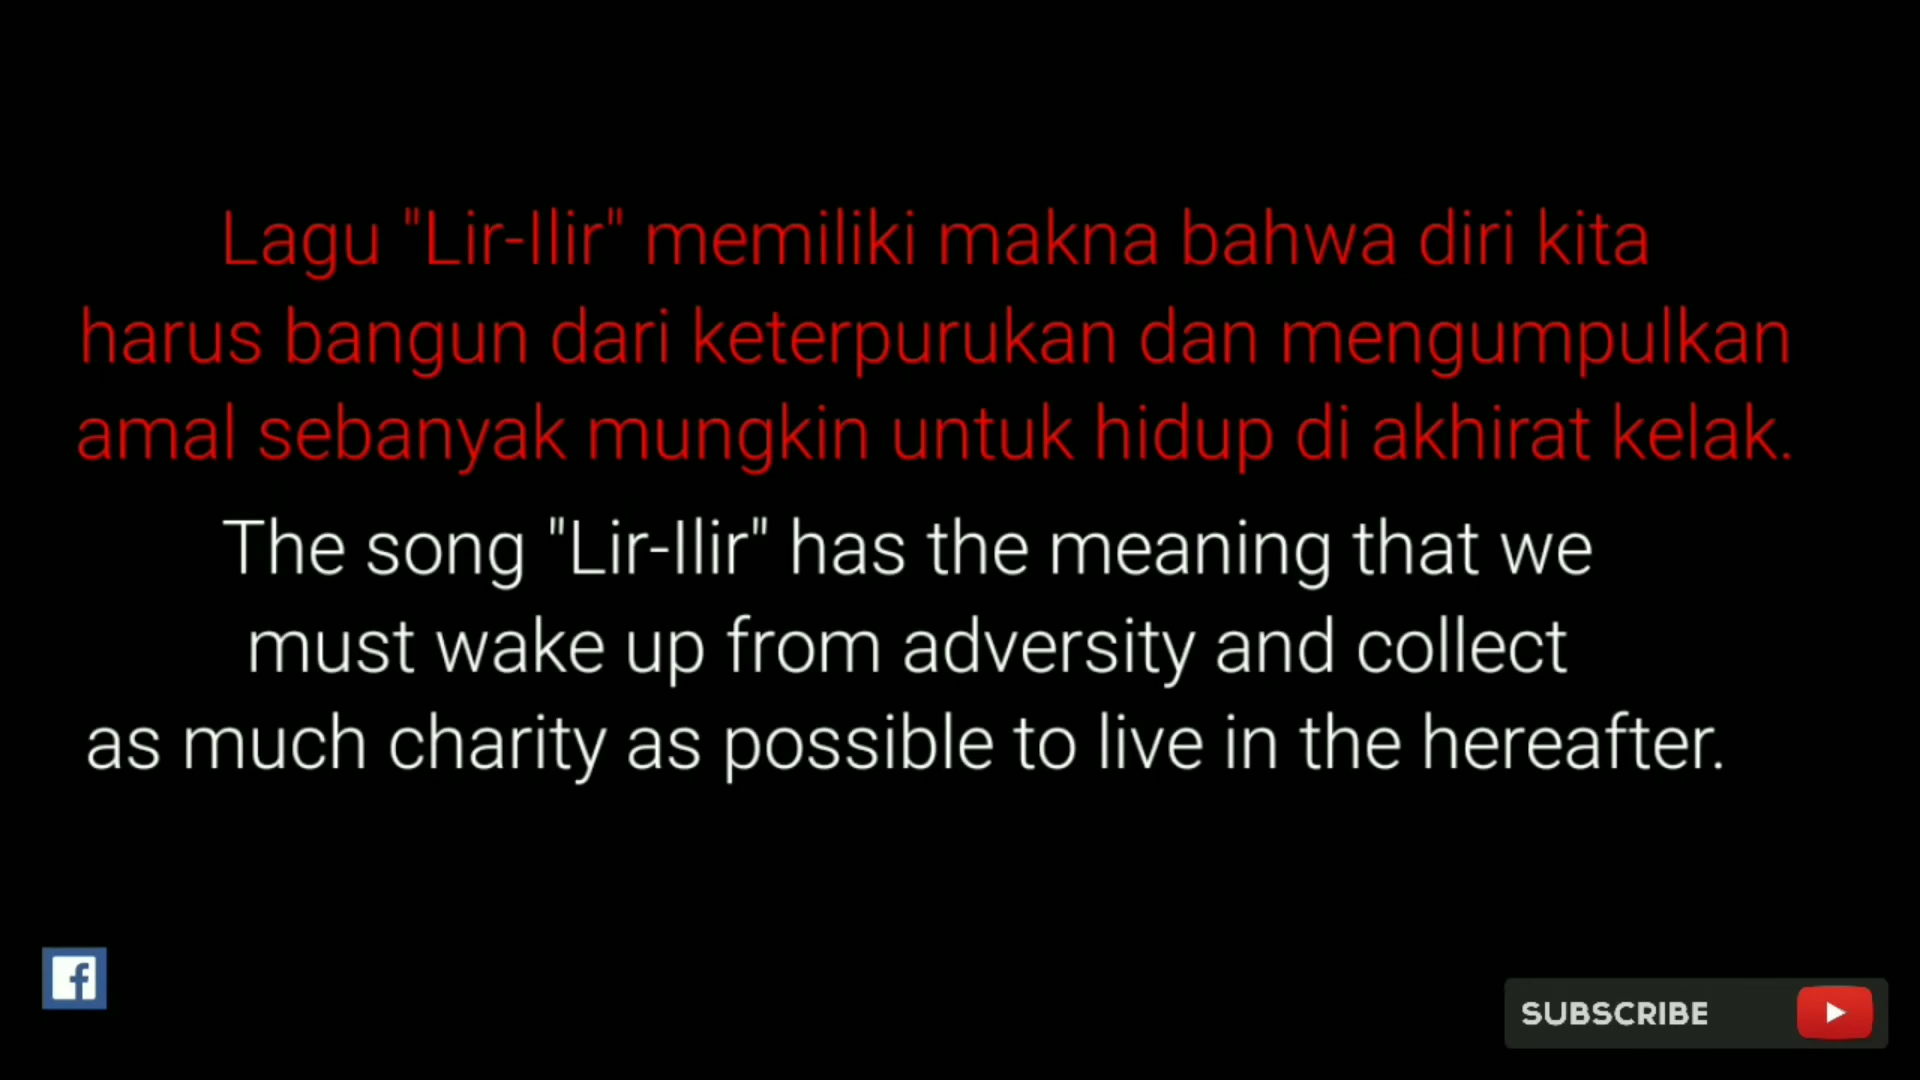 Lagu "Lir-Ilir" memiliki makna bahwa diri kita
harus bangun dari keterpurukan dan mengumpulkan
amal sebanyak mungkin untuk hidup di akhirat kelak.
The song "Lir-Ilir" has the meaning that we
must wake up from adversity and collect
as much charity as possible to live in the hereafter.
SUBSCRIBE